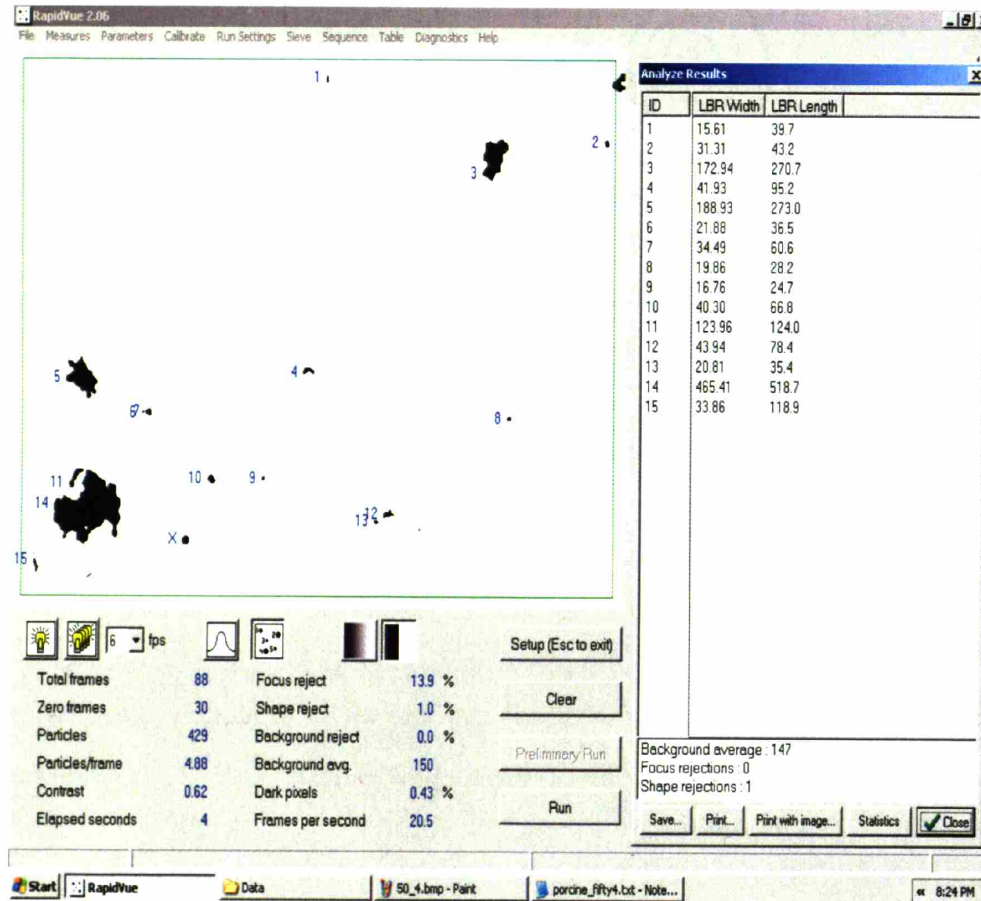 RapidVue 2.06
File Measures Parameters Calibrate Run Settings Sieve Sequence Table Diagnostics Help
1
2
3
4
5
67
8
11
10
9
14
12
13
X
15
Analyze Results
ID LBR Width LBR Length
1 15.61 39.7
2 31.31 43.2
3 172.94 270.7
4 41.93 95.2
5 188.93 273.0
6 21.88 36.5
7 34.49 60.6
8 19.86 28.2
9 16.76 24.7
10 40.30 66.8
11 123.96 124.0
12 43.94 78.4
13 20.81 35.4
14 465.41 518.7
15 33.86 118.9
6 fps
Total frames 88 Focus reject 13.9 %
Zero frames 30 Shape reject 1.0 %
Particles 429 Background reject 0.0 %
Particles/frame 4.88 Background avg. 150
Contrast 0.62 Dark pixels 0.43 %
Elapsed seconds 4 Frames per second 20.5
Setup (Esc to exit)
Clear
Preliminary Run
Run
Background average : 147
Focus rejections : 0
Shape rejections : 1
Save... Print... Print with image... Statistics Close
Start RapidVue Data 50_4.bmp - Paint porcine_fifty4.txt - Note... « 8:24 PM